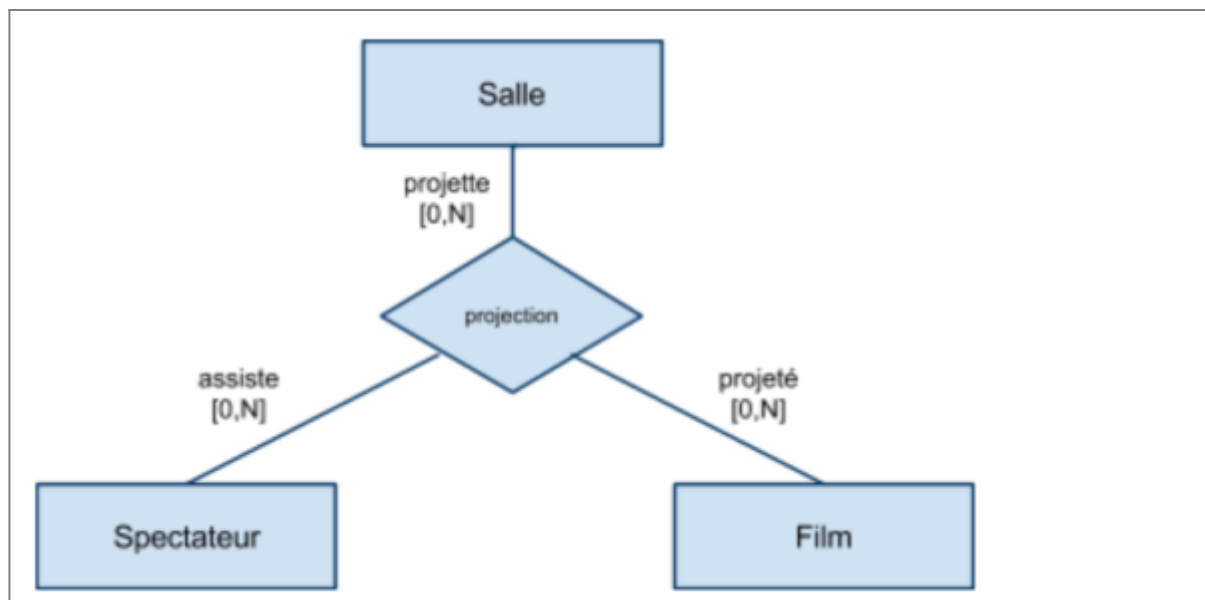 Salle
projette
[0,N]
projection
assiste
[0,N]
projeté
[0,N]
Spectateur
Film